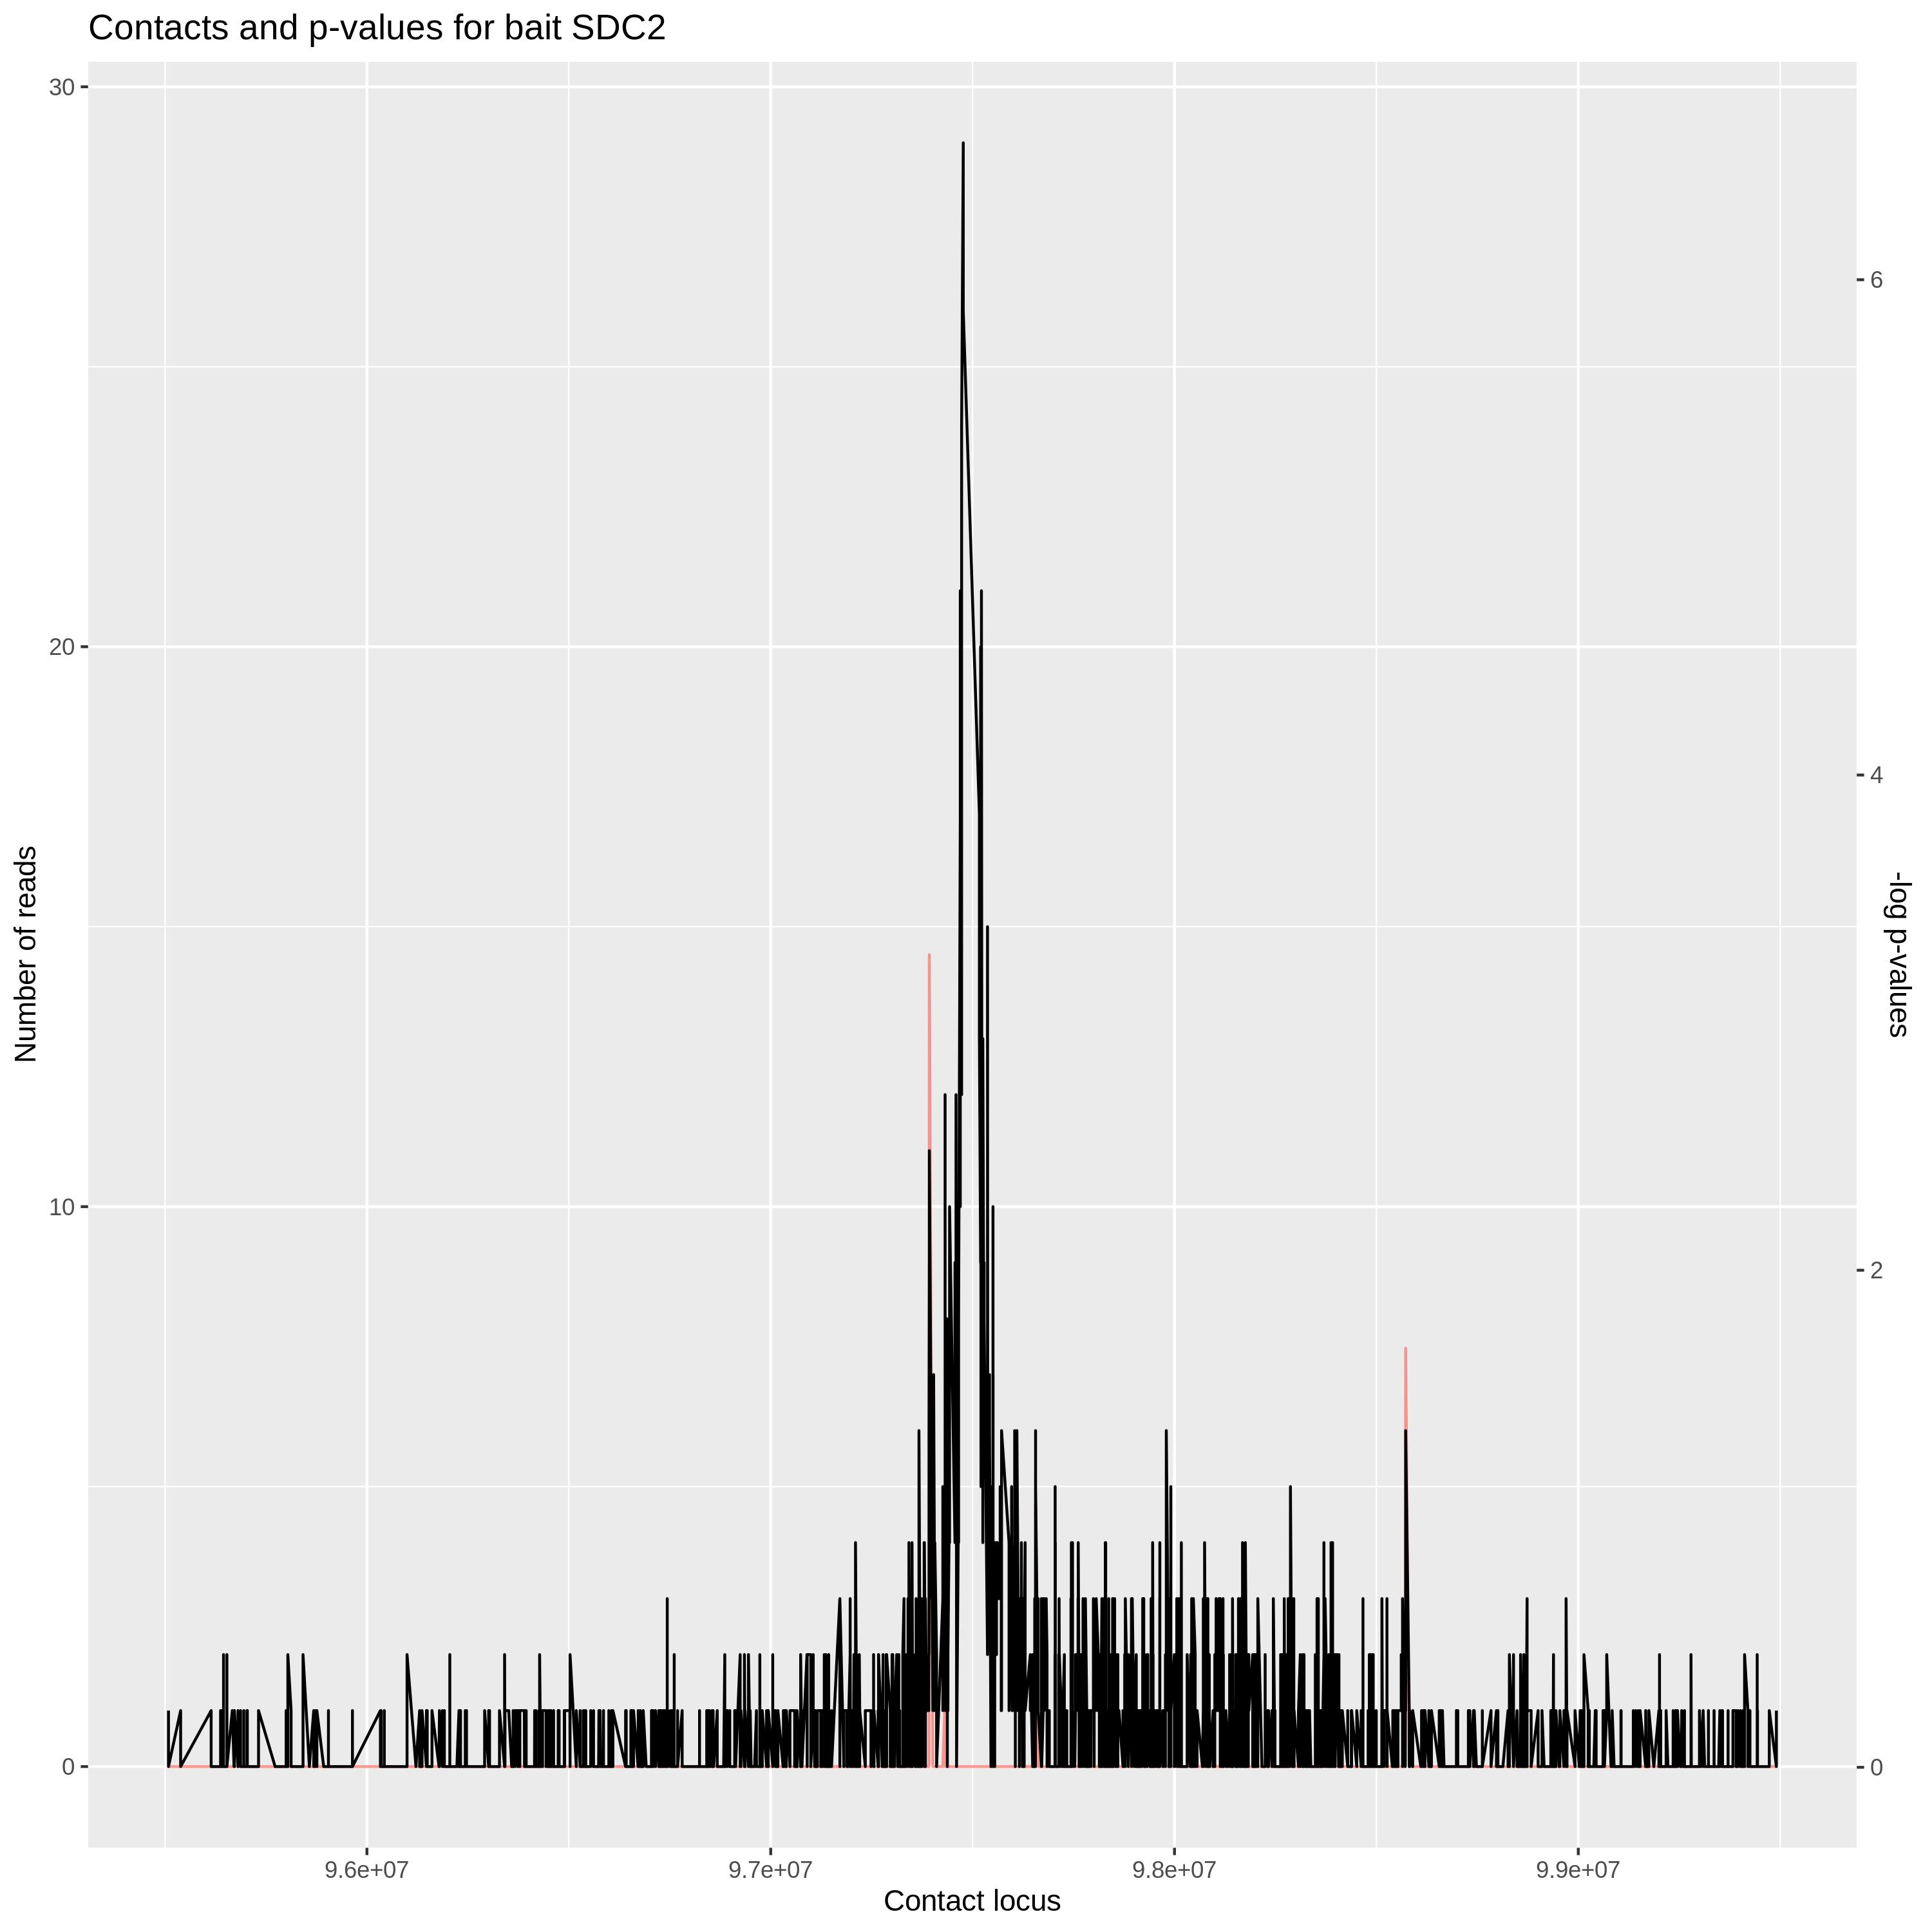 Contacts and p-values for bait SDC2
30
20
10
0
Number of reads
6
4
2
0
-log p-values
9.6e+07 9.7e+07 9.8e+07 9.9e+07
Contact locus